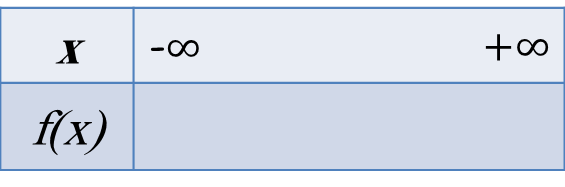 x -∞ +∞
f(x)